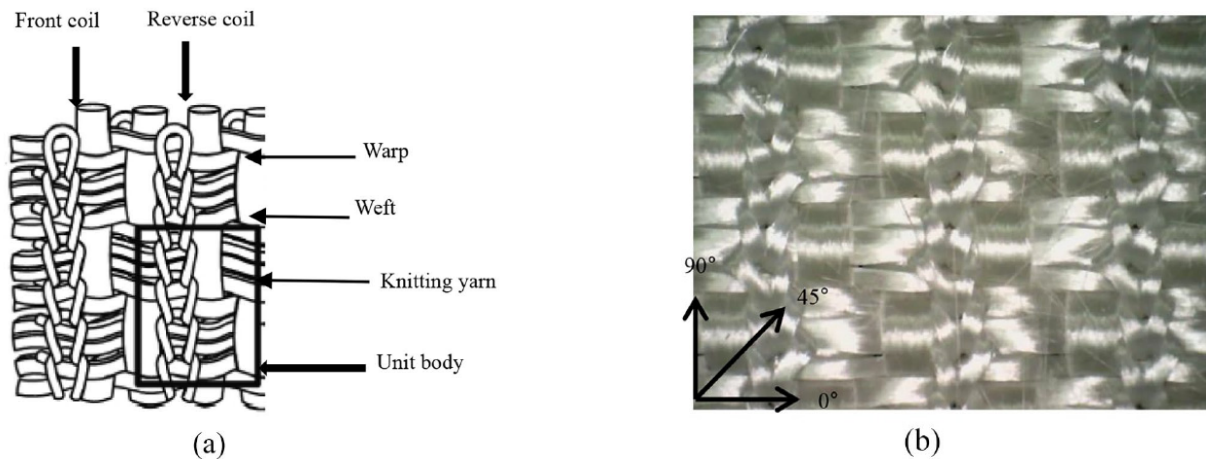 Front coil
Reverse coil
Warp
Weft
Knitting yarn
Unit body
(a)
90°
45°
0°
(b)